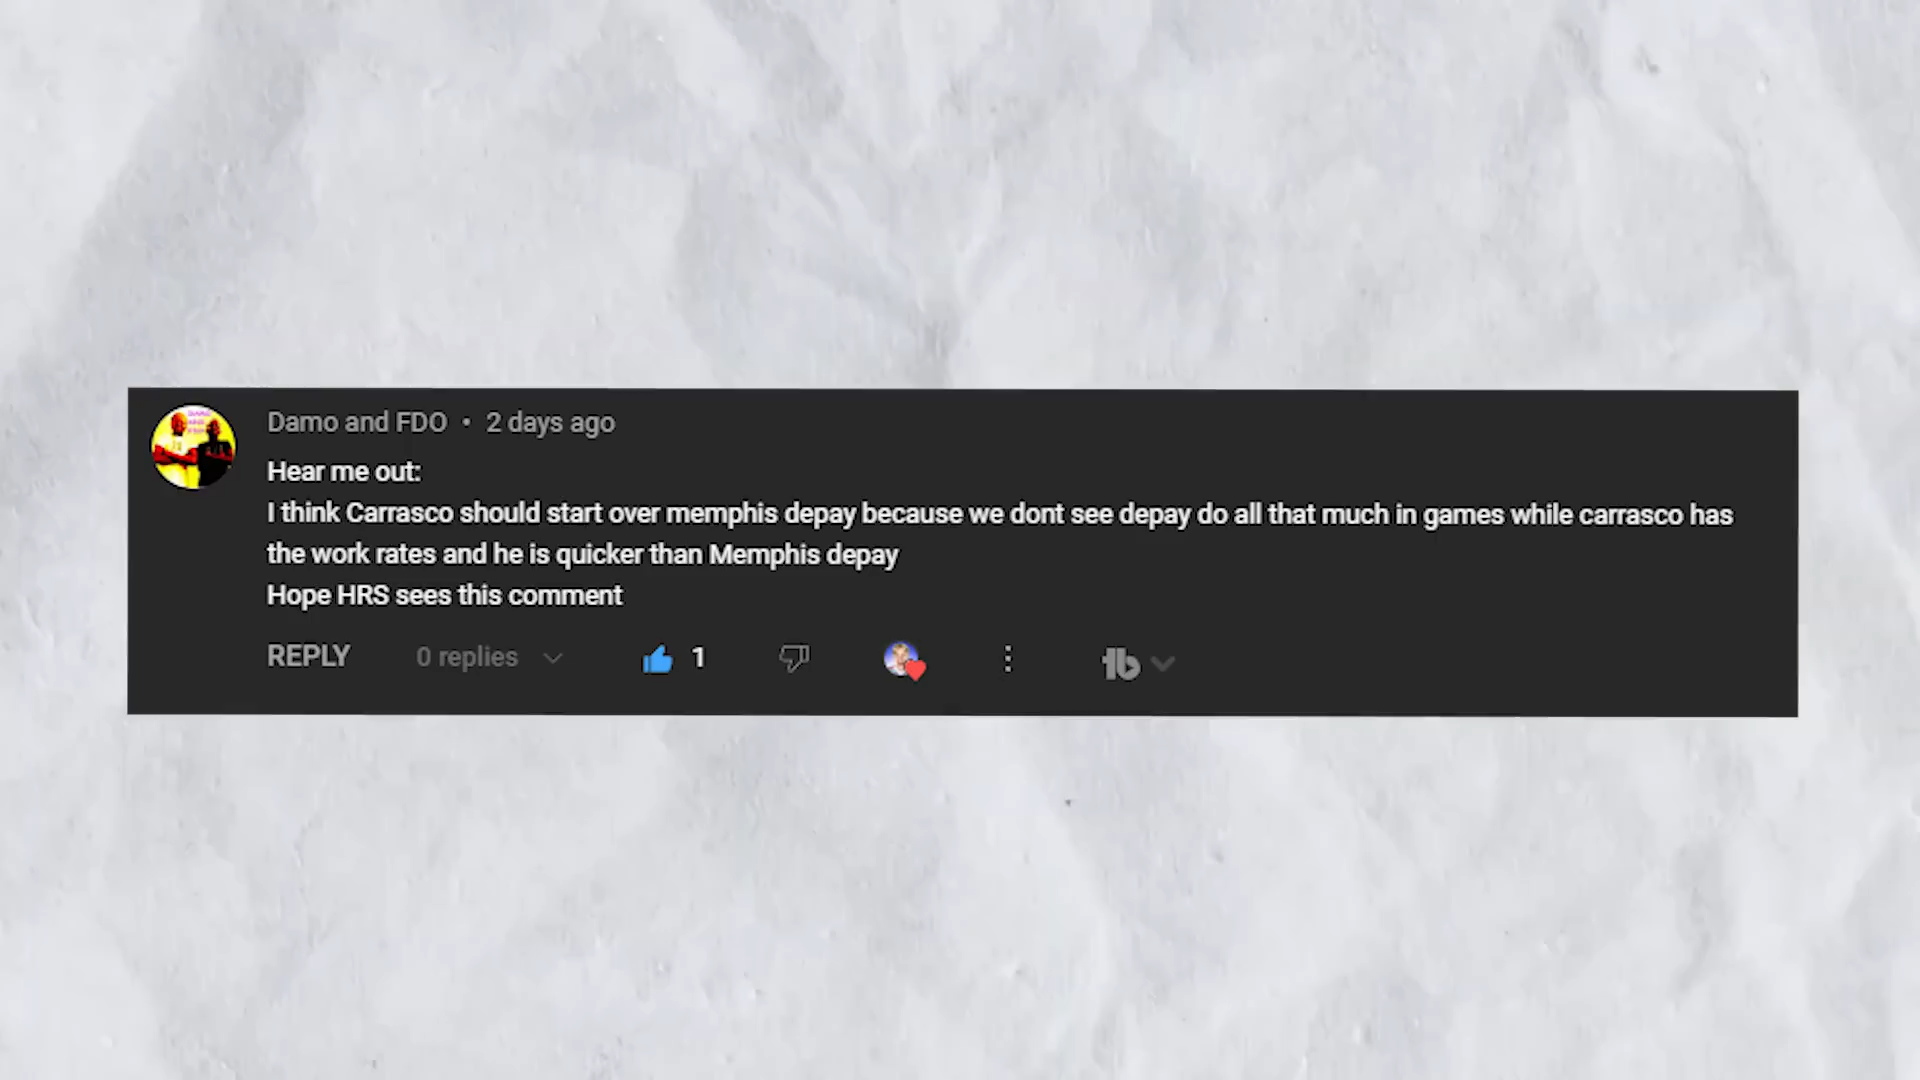 Damo and FDO • 2 days ago
Hear me out:
I think Carrasco should start over memphis depay because we dont see depay do all that much in games while carrasco has
the work rates and he is quicker than Memphis depay
Hope HRS sees this comment
REPLY 0 replies 1